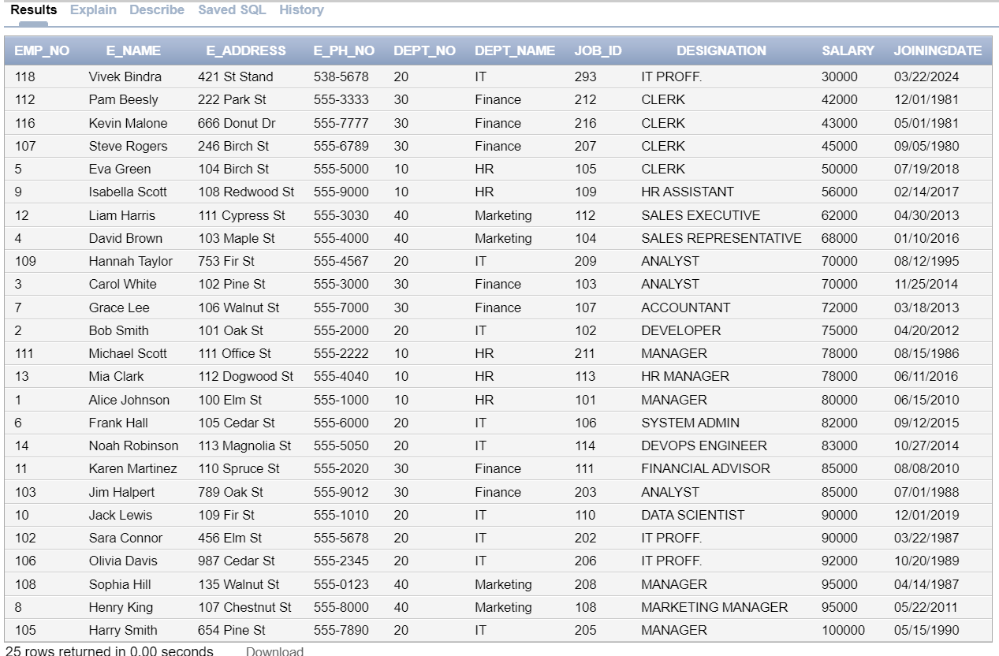 Results Explain Describe Saved SQL History
EMP_NO E_NAME E_ADDRESS E_PH_NO DEPT_NO DEPT_NAME JOB_ID DESIGNATION SALARY JOININGDATE
118 Vivek Bindra 421 St Stand 538-5678 20 IT 293 IT PROFF. 30000 03/22/2024
112 Pam Beesly 222 Park St 555-3333 30 Finance 212 CLERK 42000 12/01/1981
116 Kevin Malone 666 Donut Dr 555-7777 30 Finance 216 CLERK 43000 05/01/1981
107 Steve Rogers 246 Birch St 555-6789 30 Finance 207 CLERK 45000 09/05/1980
5 Eva Green 104 Birch St 555-5000 10 HR 105 CLERK 50000 07/19/2018
9 Isabella Scott 108 Redwood St 555-9000 10 HR 109 HR ASSISTANT 56000 02/14/2017
12 Liam Harris 111 Cypress St 555-3030 40 Marketing 112 SALES EXECUTIVE 62000 04/30/2013
4 David Brown 103 Maple St 555-4000 40 Marketing 104 SALES REPRESENTATIVE 68000 01/10/2016
109 Hannah Taylor 753 Fir St 555-4567 20 IT 209 ANALYST 70000 08/12/1995
3 Carol White 102 Pine St 555-3000 30 Finance 103 ANALYST 70000 11/25/2014
7 Grace Lee 106 Walnut St 555-7000 30 Finance 107 ACCOUNTANT 72000 03/18/2013
2 Bob Smith 101 Oak St 555-2000 20 IT 102 DEVELOPER 75000 04/20/2012
111 Michael Scott 111 Office St 555-2222 10 HR 211 MANAGER 78000 08/15/1986
13 Mia Clark 112 Dogwood St 555-4040 10 HR 113 HR MANAGER 78000 06/11/2016
1 Alice Johnson 100 Elm St 555-1000 10 HR 101 MANAGER 80000 06/15/2010
6 Frank Hall 105 Cedar St 555-6000 20 IT 106 SYSTEM ADMIN 82000 09/12/2015
14 Noah Robinson 113 Magnolia St 555-5050 20 IT 114 DEVOPS ENGINEER 83000 10/27/2014
11 Karen Martinez 110 Spruce St 555-2020 30 Finance 111 FINANCIAL ADVISOR 85000 08/08/2010
103 Jim Halpert 789 Oak St 555-9012 30 Finance 203 ANALYST 85000 07/01/1988
10 Jack Lewis 109 Fir St 555-1010 20 IT 110 DATA SCIENTIST 90000 12/01/2019
102 Sara Connor 456 Elm St 555-5678 20 IT 202 IT PROFF. 90000 03/22/1987
106 Olivia Davis 987 Cedar St 555-2345 20 IT 206 IT PROFF. 92000 10/20/1989
108 Sophia Hill 135 Walnut St 555-0123 40 Marketing 208 MANAGER 95000 04/14/1987
8 Henry King 107 Chestnut St 555-8000 40 Marketing 108 MARKETING MANAGER 95000 05/22/2011
105 Harry Smith 654 Pine St 555-7890 20 IT 205 MANAGER 100000 05/15/1990
25 rows returned in 0.00 seconds Download